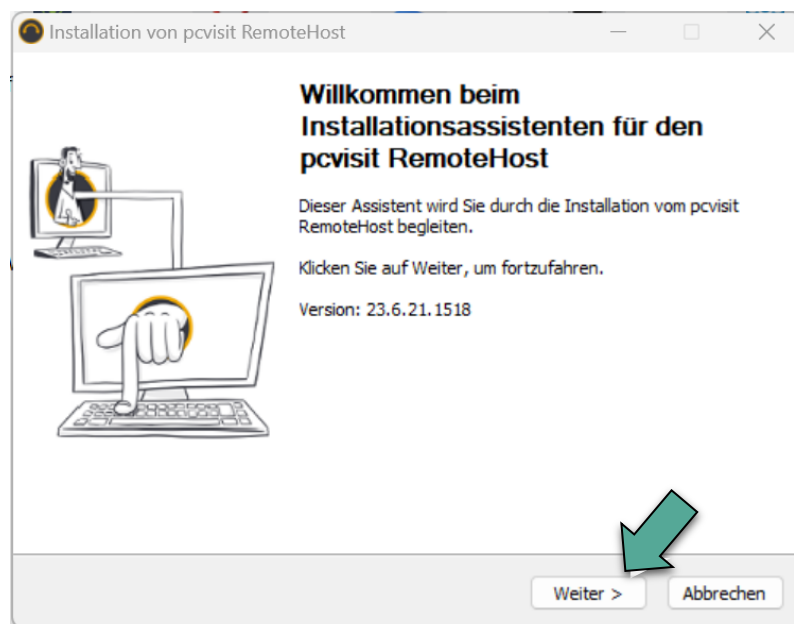 Installation von pcvisit RemoteHost
Willkommen beim
Installationsassistenten für den
pcvisit RemoteHost
Dieser Assistent wird Sie durch die Installation vom pcvisit
RemoteHost begleiten.
Klicken Sie auf Weiter, um fortzufahren.
Version: 23.6.21.1518
Weiter >
Abbrechen